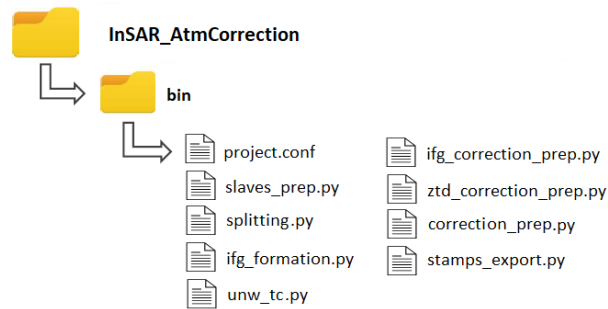 InSAR_AtmCorrection
bin
project.conf
slaves_prep.py
splitting.py
ifg_formation.py
unw_tc.py
ifg_correction_prep.py
ztd_correction_prep.py
correction_prep.py
stamps_export.py